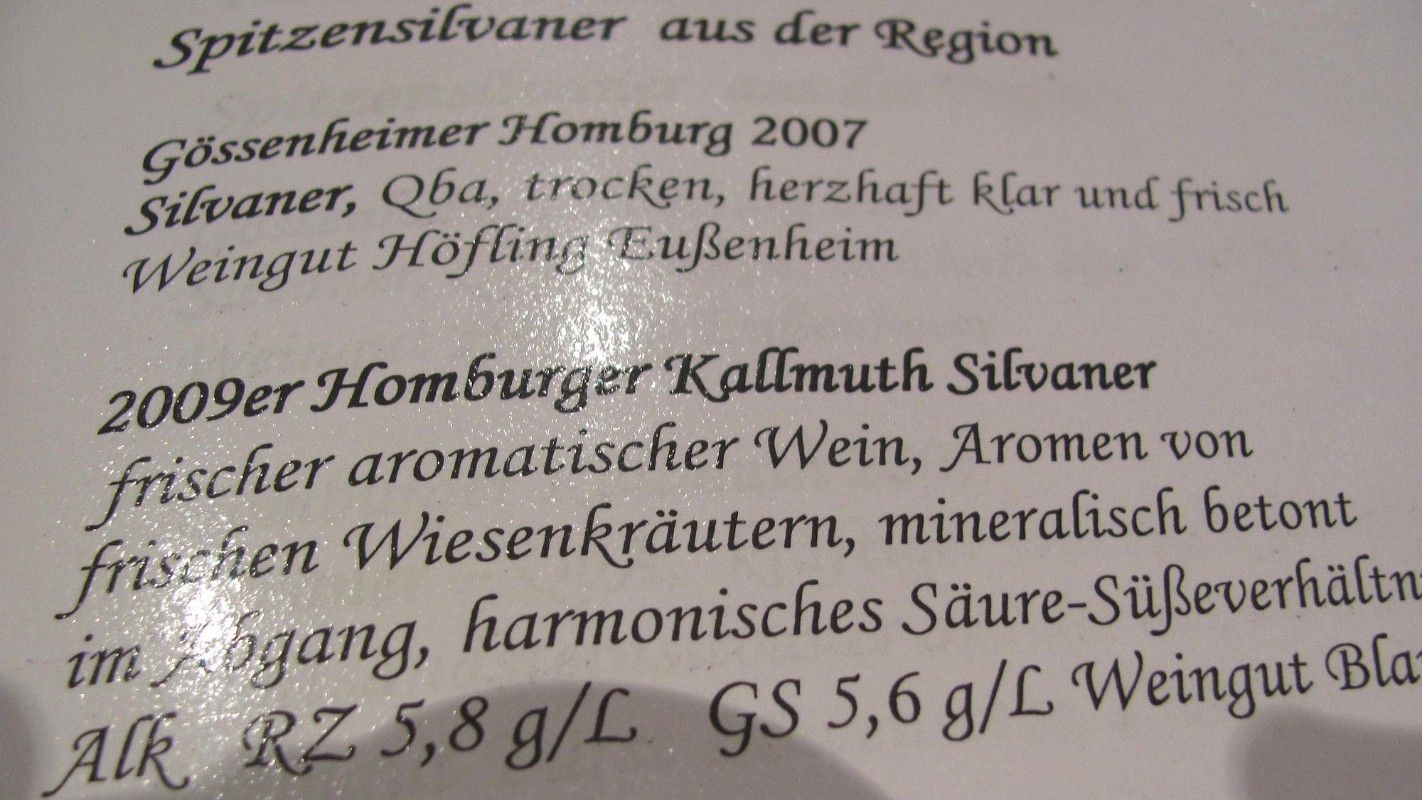 Spitzensilvaner aus der Region
Gössenheimer Homburg 2007
Silvaner, Qba, trocken, herzhaft klar und frisch
Weingut Höfling Eußenheim
2009er Homburger Kallmuth Silvaner
frischer aromatischer Wein, Aromen von
frischen Wiesenkräutern, mineralisch betont
im Abgang, harmonisches Säure-Süßeverhältn
Alk RZ 5,8 g/L GS 5,6 g/L Weingut Bla